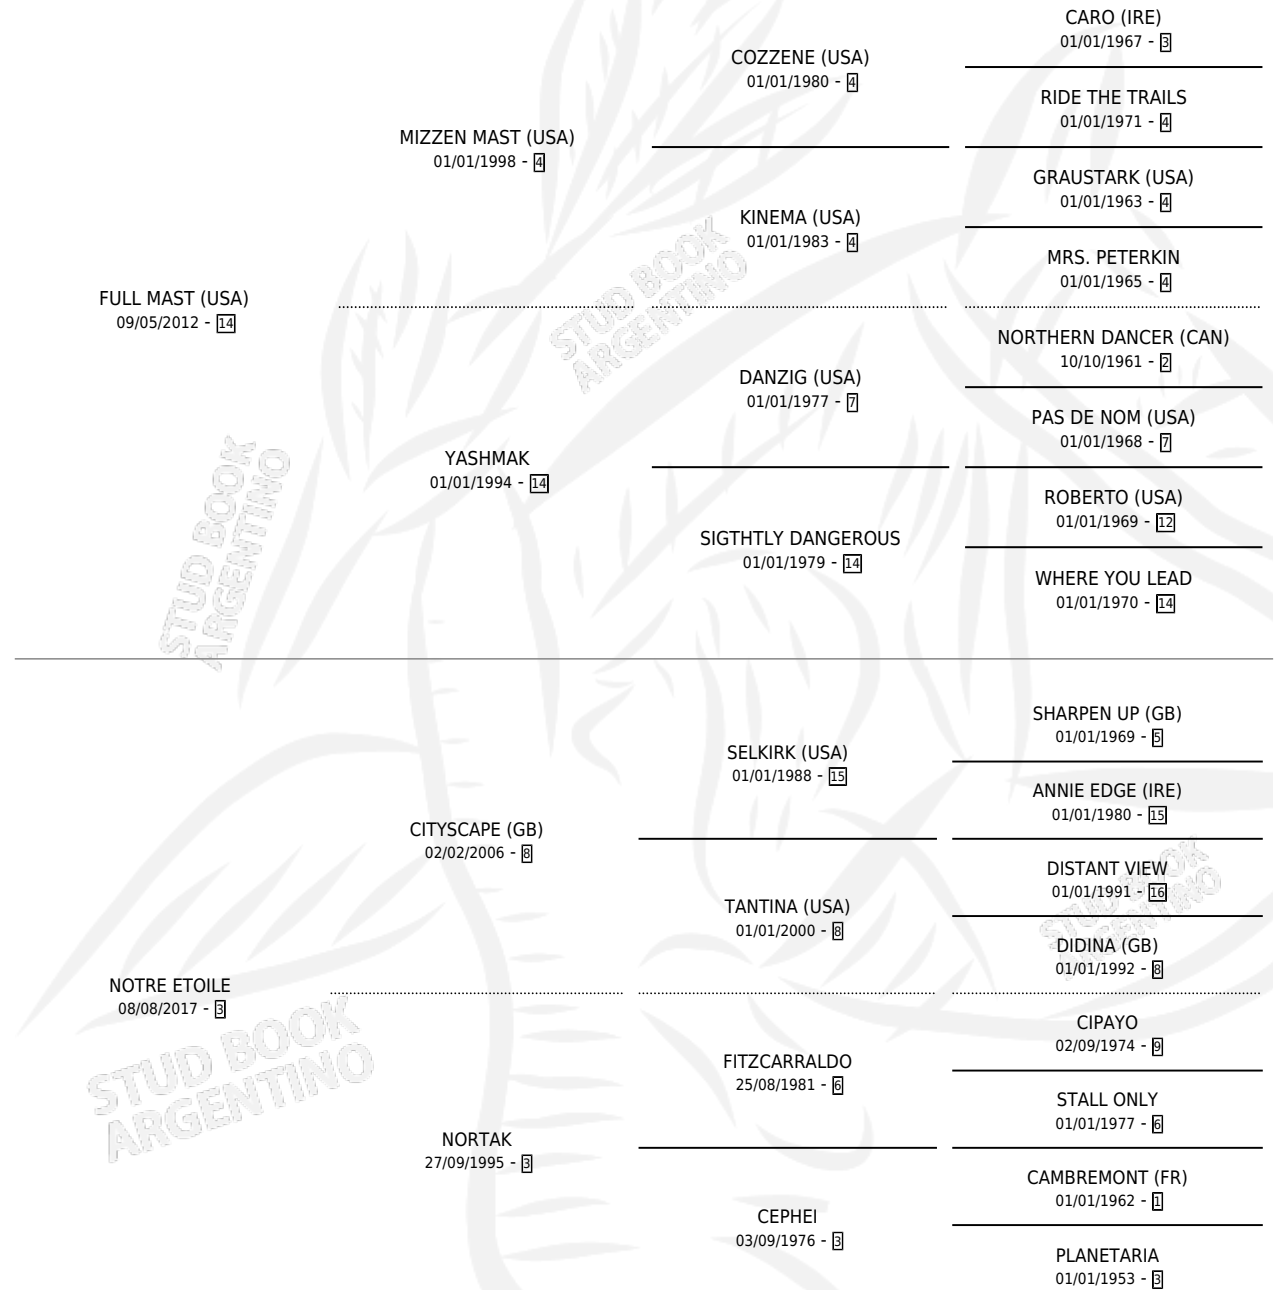 CARO (IRE)
01/01/1967 - 3
COZZENE (USA)
01/01/1980 - 4
RIDE THE TRAILS
01/01/1971 - 4
MIZZEN MAST (USA)
01/01/1998 - 4
GRAUSTARK (USA)
01/01/1963 - 4
KINEMA (USA)
01/01/1983 - 4
MRS. PETERKIN
01/01/1965 - 4
FULL MAST (USA)
09/05/2012 - 14
NORTHERN DANCER (CAN)
10/10/1961 - 2
DANZIG (USA)
01/01/1977 - 7
PAS DE NOM (USA)
01/01/1968 - 7
YASHMAK
01/01/1994 - 14
ROBERTO (USA)
01/01/1969 - 12
SIGTHTLY DANGEROUS
01/01/1979 - 14
WHERE YOU LEAD
01/01/1970 - 14
SHARPEN UP (GB)
01/01/1969 - 5
SELKIRK (USA)
01/01/1988 - 15
ANNIE EDGE (IRE)
01/01/1980 - 15
CITYSCAPE (GB)
02/02/2006 - 8
DISTANT VIEW
01/01/1991 - 16
TANTINA (USA)
01/01/2000 - 8
DIDINA (GB)
01/01/1992 - 8
NOTRE ETOILE
08/08/2017 - 3
CIPAYO
02/09/1974 - 9
FITZCARRALDO
25/08/1981 - 6
STALL ONLY
01/01/1977 - 6
NORTAK
27/09/1995 - 3
CAMBREMONT (FR)
01/01/1962 - 1
CEPHEI
03/09/1976 - 3
PLANETARIA
01/01/1953 - 3
STUD BOOK
ARGENTINO
STUD BOOK
ARGENTINO
STUD BOOK
ARGENTINO
STUD BOOK
ARGENTINO